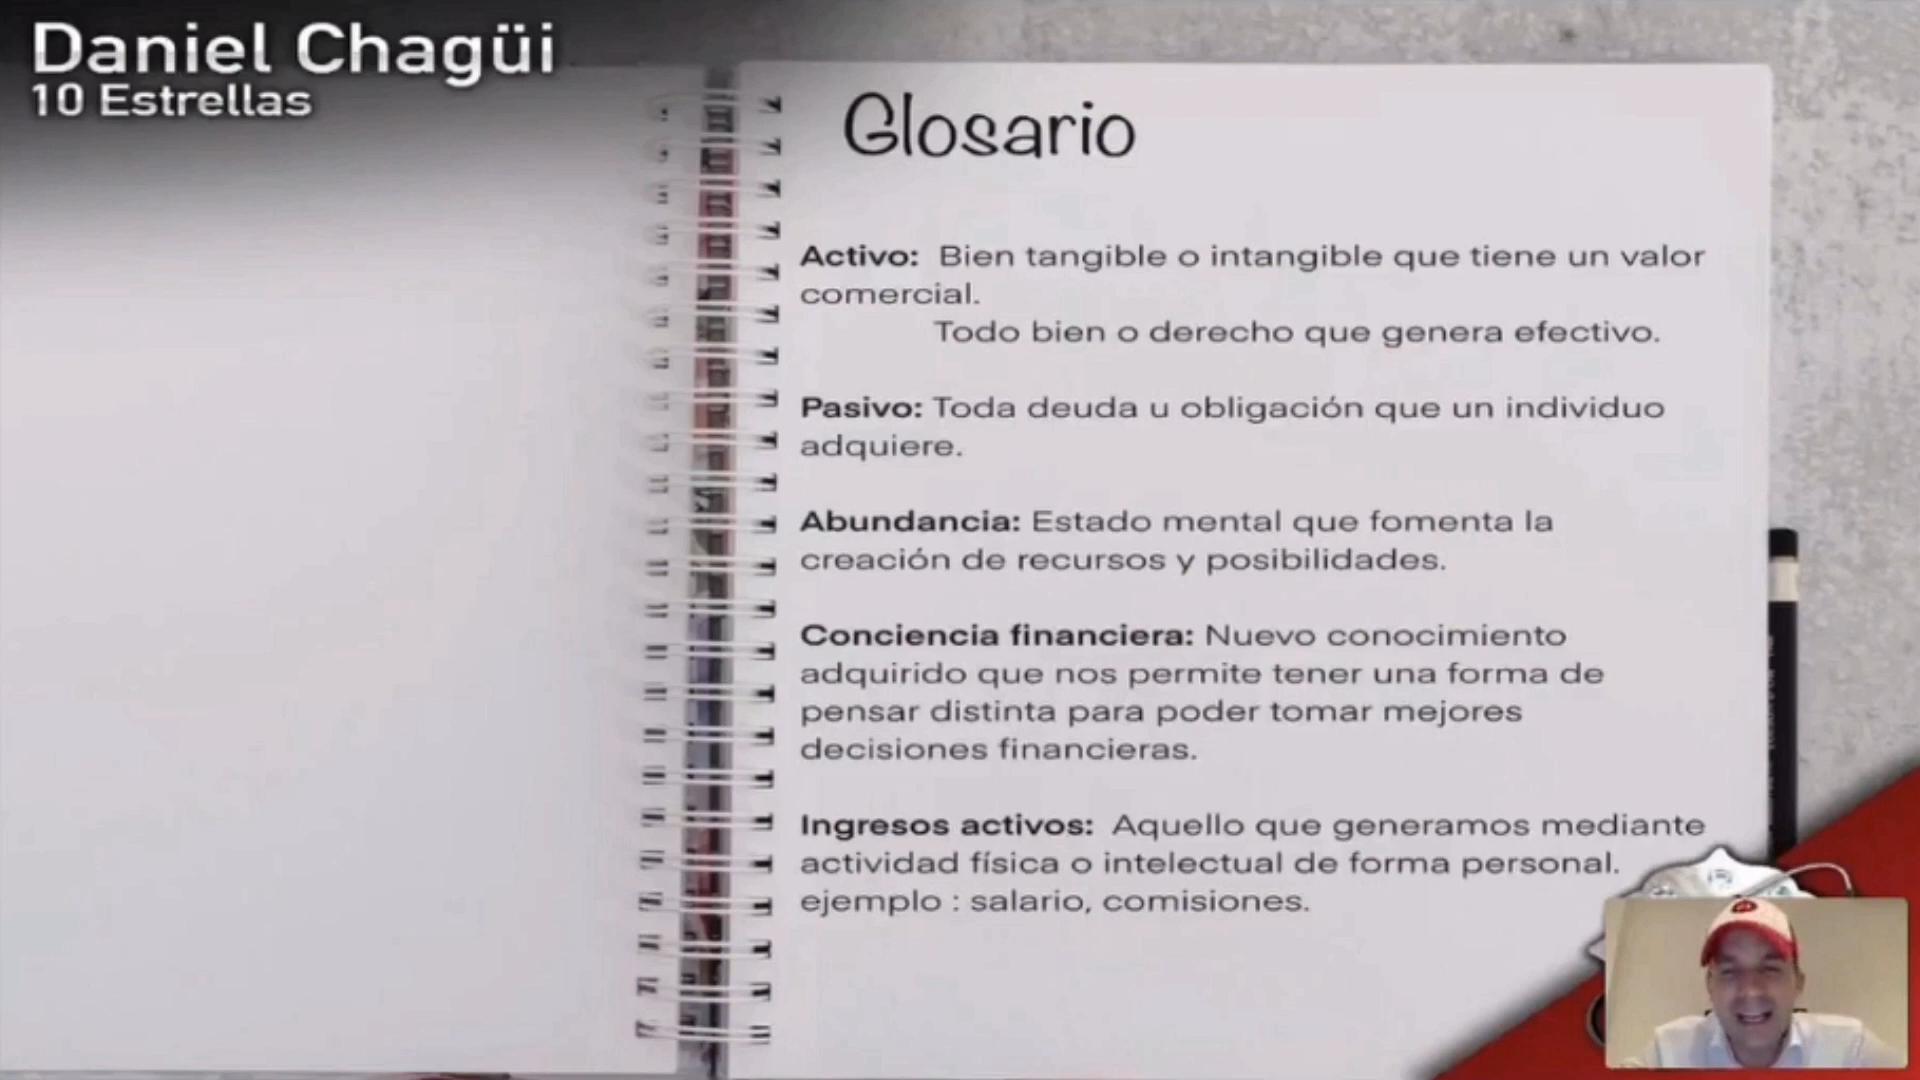 Daniel Chagüi
10 Estrellas
Glosario
Activo: Bien tangible o intangible que tiene un valor
comercial.
Todo bien o derecho que genera efectivo.
Pasivo: Toda deuda u obligación que un individuo
adquiere.
Abundancia: Estado mental que fomenta la
creación de recursos y posibilidades.
Conciencia financiera: Nuevo conocimiento
adquirido que nos permite tener una forma de
pensar distinta para poder tomar mejores
decisiones financieras.
Ingresos activos: Aquello que generamos mediante
actividad física o intelectual de forma personal.
ejemplo : salario, comisiones.